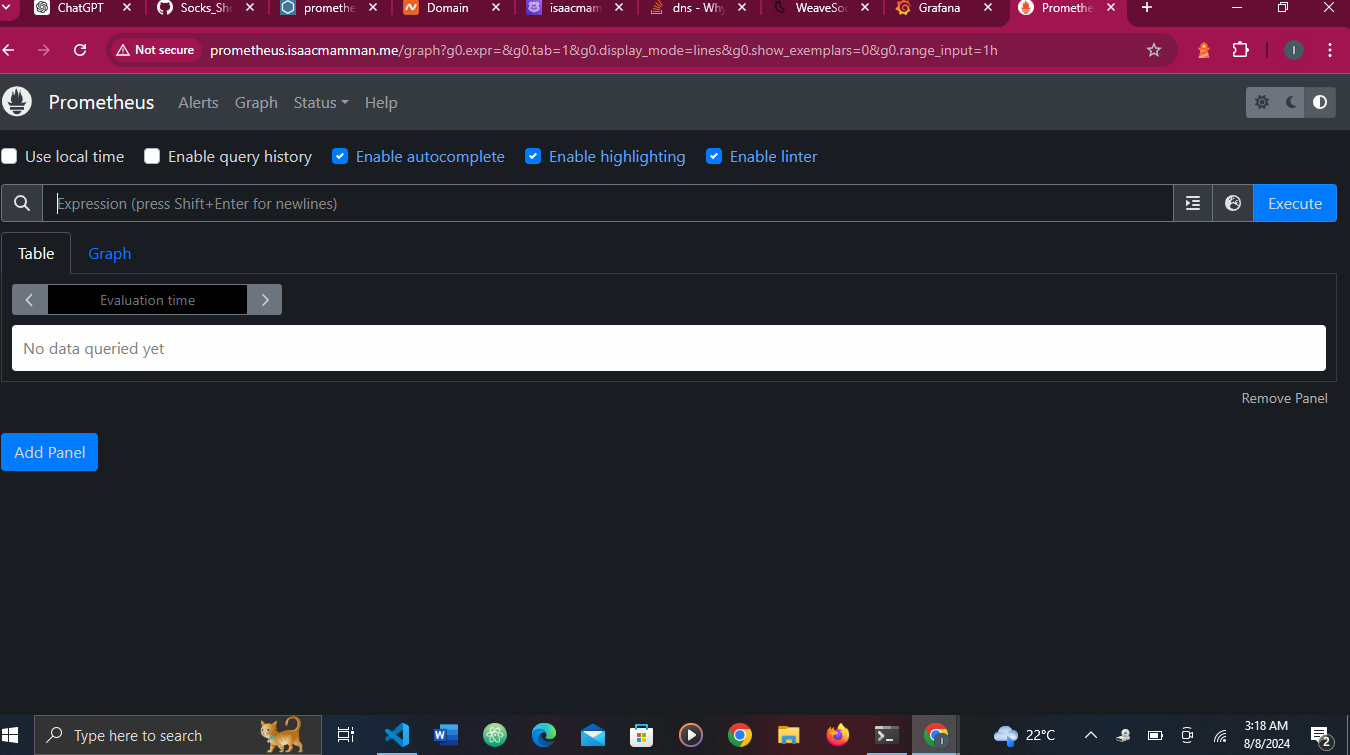 ChatGPT Socks_Sho promethe Domain isaacmam dns - Why WeaveSoc Grafana Promethe
Not secure prometheus.isaacmamman.me/graph?g0.expr=&g0.tab=1&g0.display_mode=lines&g0.show_exemplars=0&g0.range_input=1h I
Prometheus Alerts Graph Status Help
Use local time Enable query history Enable autocomplete Enable highlighting Enable linter
Expression (press Shift+Enter for newlines) Execute
Table Graph
Evaluation time
No data queried yet
Remove Panel
Add Panel
Type here to search 22°C 3:18 AM
8/8/2024 2